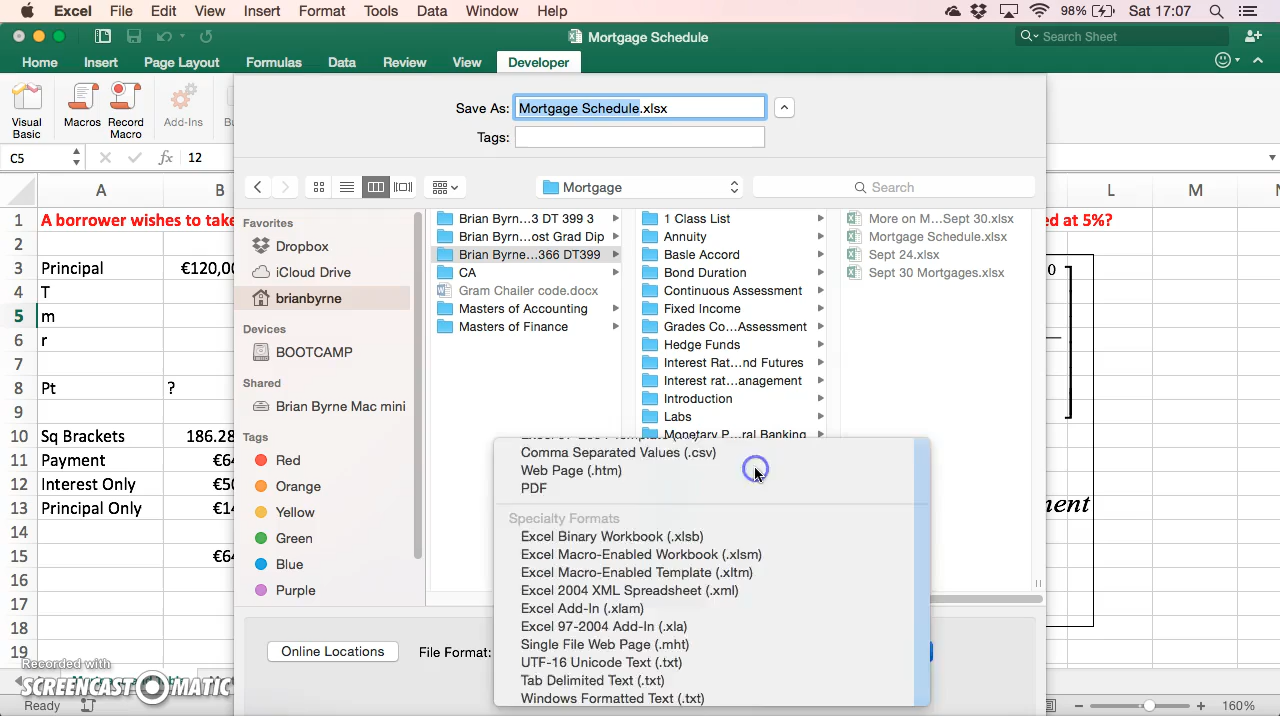 Excel File Edit View Insert Format Tools Data Window Help 98% Sat 17:07
Mortgage Schedule
Search Sheet
Home Insert Page Layout Formulas Data Review View Developer
Visual Basic
Macros
Record Macro
Add-Ins
Save As: Mortgage Schedule.xlsx
Tags:
C5 fx 12
Mortgage
Search
A B L M
1 A borrower wishes to take ed at 5%?
2
3 Principal €120,00
4 T
5 m
6 r
7
8 Pt ?
9
10 Sq Brackets 186.28
11 Payment €64
12 Interest Only €50
13 Principal Only €14
14
15 €64
16
17
18
19
Favorites
Dropbox
iCloud Drive
brianbyrne
Devices
BOOTCAMP
Shared
Brian Byrne Mac mini
Tags
Red
Orange
Yellow
Green
Blue
Purple
Brian Byrn...3 DT 399 3
Brian Byrn...ost Grad Dip
Brian Byrne...366 DT399
CA
Gram Chailer code.docx
Masters of Accounting
Masters of Finance
1 Class List
Annuity
Basle Accord
Bond Duration
Continuous Assessment
Fixed Income
Grades Co...Assessment
Hedge Funds
Interest Rat...nd Futures
Interest rat...anagement
Introduction
Labs
Monetary P...ral Banking
More on M...Sept 30.xlsx
Mortgage Schedule.xlsx
Sept 24.xlsx
Sept 30 Mortgages.xlsx
0
ment
Comma Separated Values (.csv)
Web Page (.htm)
PDF
Specialty Formats
Excel Binary Workbook (.xlsb)
Excel Macro-Enabled Workbook (.xlsm)
Excel Macro-Enabled Template (.xltm)
Excel 2004 XML Spreadsheet (.xml)
Excel Add-In (.xlam)
Excel 97-2004 Add-In (.xla)
Single File Web Page (.mht)
UTF-16 Unicode Text (.txt)
Tab Delimited Text (.txt)
Windows Formatted Text (.txt)
Online Locations
File Format:
Recorded with
SCREENCAST MATIC
Ready
160%